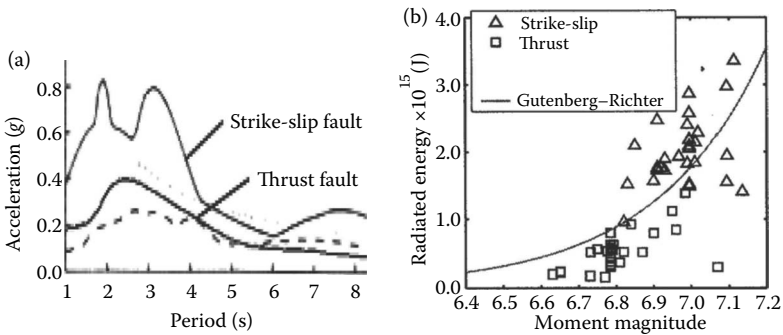 (a)
Acceleration (g)
0.8
0.6
0.4
0.2
0.0
Strike-slip fault
Thrust fault
1 2 3 4 5 6 7 8
Period (s)
(b)
Radiated energy ×10¹⁵ (J)
4.0
3.0
2.0
1.0
0.0
Strike-slip
Thrust
Gutenberg–Richter
6.4 6.5 6.6 6.7 6.8 6.9 7.0 7.1 7.2
Moment magnitude